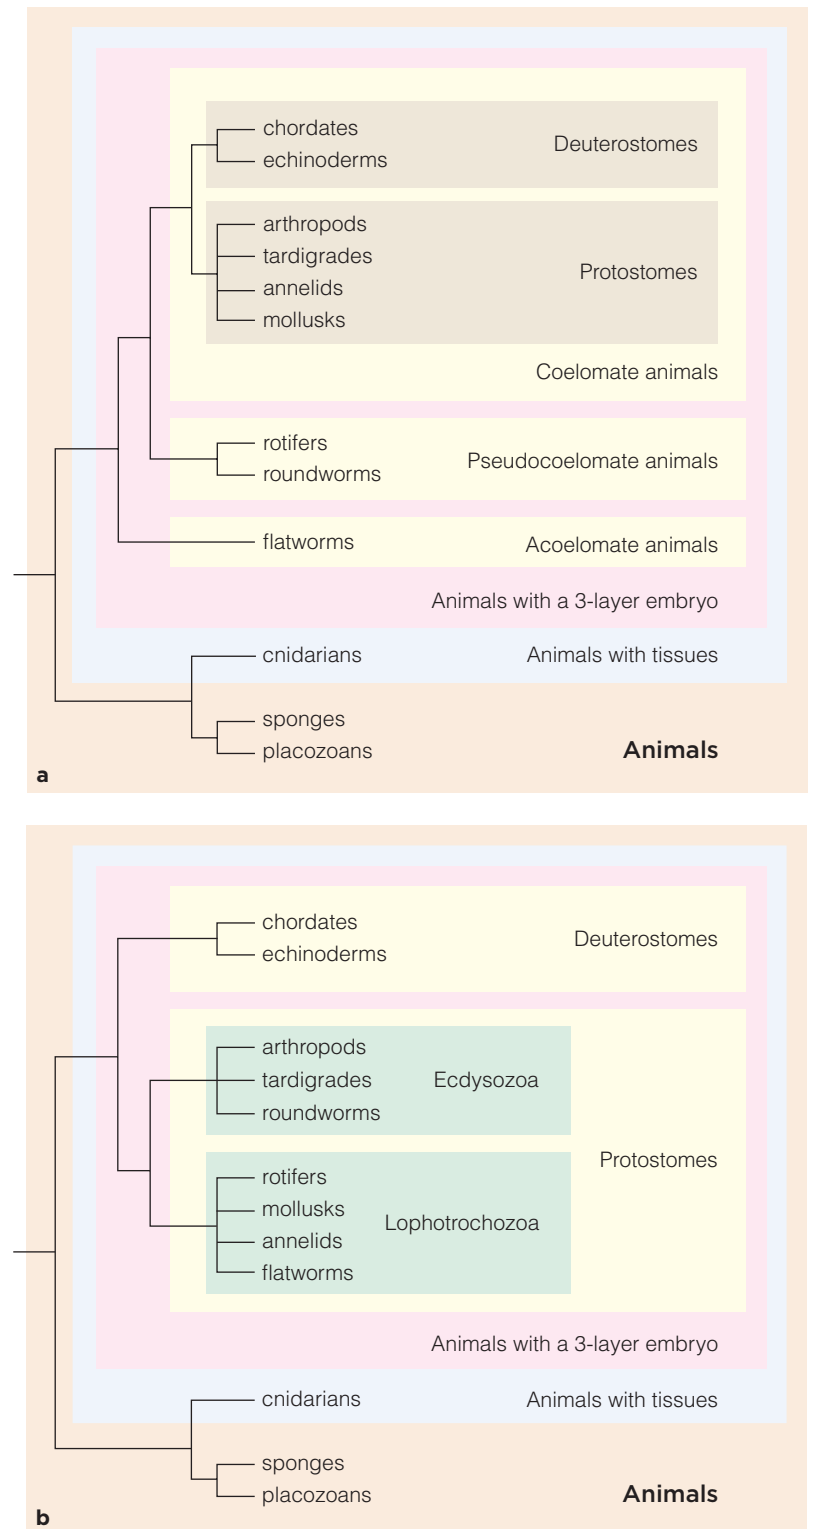 chordates
echinoderms
Deuterostomes
arthropods
tardigrades
annelids
mollusks
Protostomes
Coelomate animals
rotifers
roundworms
Pseudocoelomate animals
flatworms
Acoelomate animals
Animals with a 3-layer embryo
cnidarians
Animals with tissues
sponges
placozoans
Animals
a
chordates
echinoderms
Deuterostomes
arthropods
tardigrades
roundworms
Ecdysozoa
Protostomes
rotifers
mollusks
annelids
flatworms
Lophotrochozoa
Animals with a 3-layer embryo
cnidarians
Animals with tissues
sponges
placozoans
Animals
b